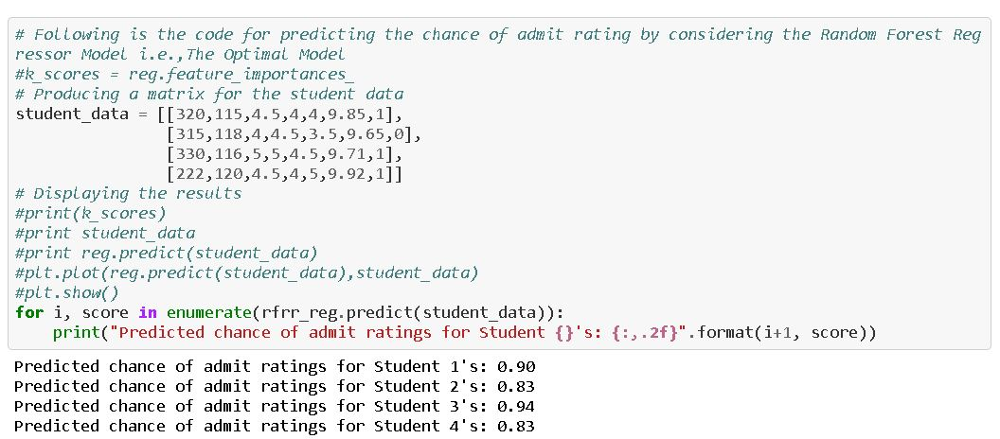 # Following is the code for predicting the chance of admit rating by considering the Random Forest Reg
ressor Model i.e.,The Optimal Model
#k_scores = reg.feature_importances_
# Producing a matrix for the student data
student_data = [[320,115,4.5,4,4,9.85,1],
[315,118,4,4.5,3.5,9.65,0],
[330,116,5,5,4.5,9.71,1],
[222,120,4.5,4,5,9.92,1]]
# Displaying the results
#print(k_scores)
#print student_data
#print reg.predict(student_data)
#plt.plot(reg.predict(student_data),student_data)
#plt.show()
for i, score in enumerate(rfrr_reg.predict(student_data)):
print("Predicted chance of admit ratings for Student {}'s: {:,.2f}".format(i+1, score))
Predicted chance of admit ratings for Student 1's: 0.90
Predicted chance of admit ratings for Student 2's: 0.83
Predicted chance of admit ratings for Student 3's: 0.94
Predicted chance of admit ratings for Student 4's: 0.83